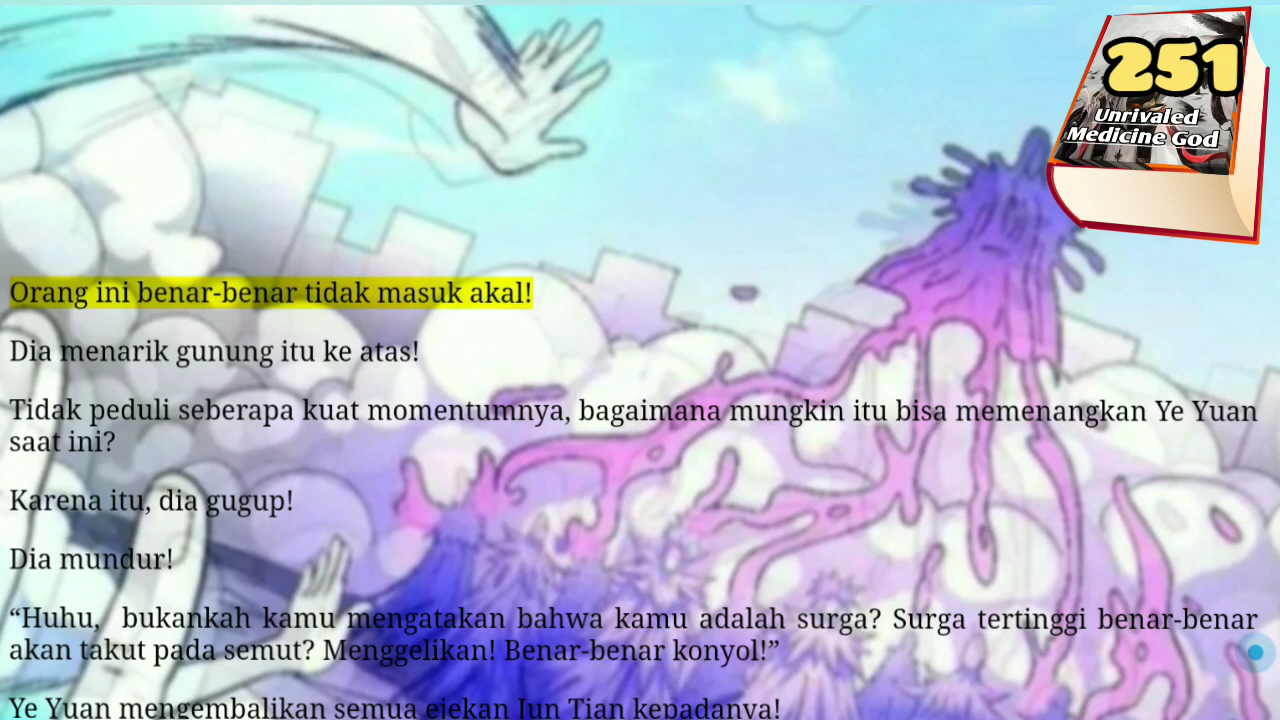 251
Unrivaled
Medicine God
Orang ini benar-benar tidak masuk akal!
Dia menarik gunung itu ke atas!
Tidak peduli seberapa kuat momentumnya, bagaimana mungkin itu bisa memenangkan Ye Yuan
saat ini?
Karena itu, dia gugup!
Dia mundur!
“Huhu,  bukankah kamu mengatakan bahwa kamu adalah surga? Surga tertinggi benar-benar
akan takut pada semut? Menggelikan! Benar-benar konyol!”
Ye Yuan mengembalikan semua ejekan Jun Tian kepadanya!